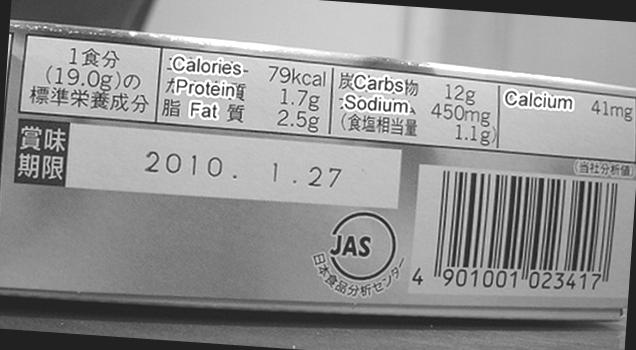 1食分
(19.0g)の
標準栄養成分
Calories 79kcal
Protein 質 1.7g
脂 Fat 質 2.5g
炭 Carbs 物 12g
Sodium 450mg
(食塩相当量 1.1g)
Calcium 41mg
(当社分析値)
賞味
期限
2010. 1.27
JAS
日本食品分析センター
4 901001 023417